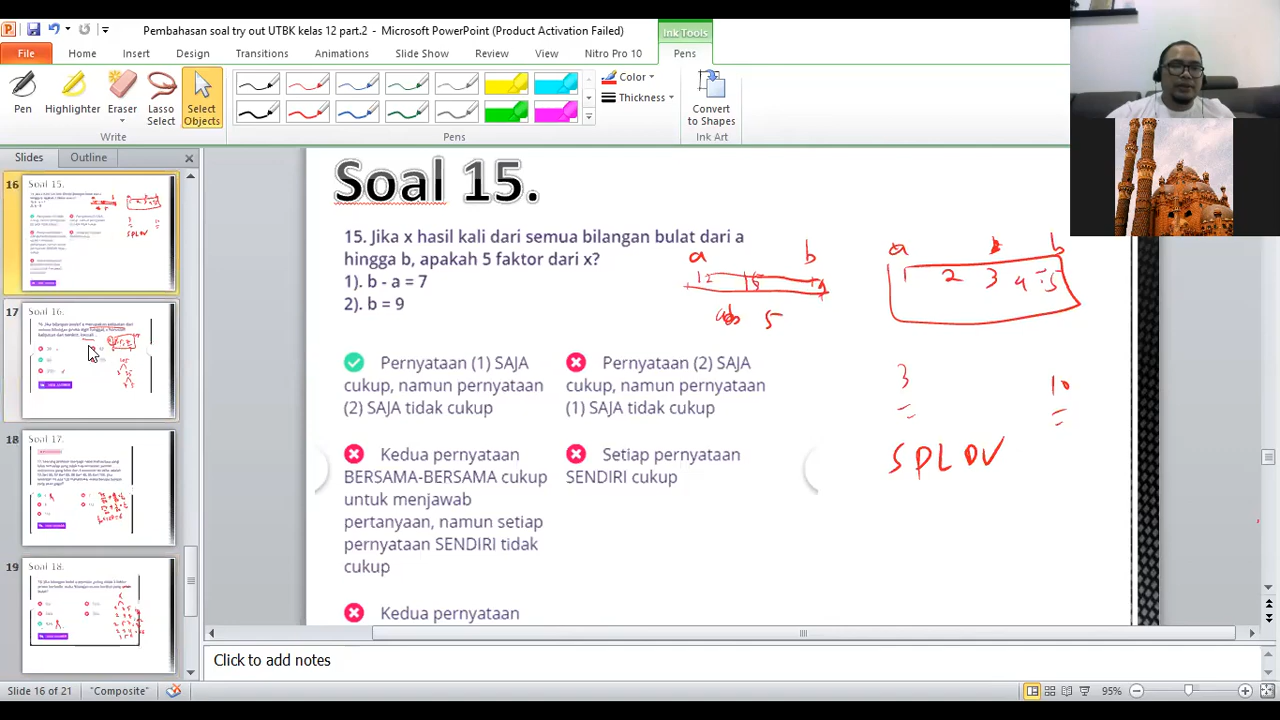 Pembahasan soal try out UTBK kelas 12 part.2 - Microsoft PowerPoint (Product Activation Failed)
Ink Tools
File Home Insert Design Transitions Animations Slide Show Review View Nitro Pro 10 Pens
Pen
Highlighter
Eraser
Lasso Select
Select Objects
Color
Thickness
Convert to Shapes
Write
Pens
Ink Art
Slides Outline
16 Soal 15.
17 Soal 16.
18 Soal 17.
19 Soal 18.
Soal 15.
15. Jika x hasil kali dari semua bilangan bulat dari a
hingga b, apakah 5 faktor dari x?
1). b - a = 7
2). b = 9
Pernyataan (1) SAJA
cukup, namun pernyataan
(2) SAJA tidak cukup
Pernyataan (2) SAJA
cukup, namun pernyataan
(1) SAJA tidak cukup
Kedua pernyataan
BERSAMA-BERSAMA cukup
untuk menjawab
pertanyaan, namun setiap
pernyataan SENDIRI tidak
cukup
Setiap pernyataan
SENDIRI cukup
Kedua pernyataan
a b
5
a b
1 2 3 4 5
3 10
SPLDV
Click to add notes
Slide 16 of 21 "Composite" 95%